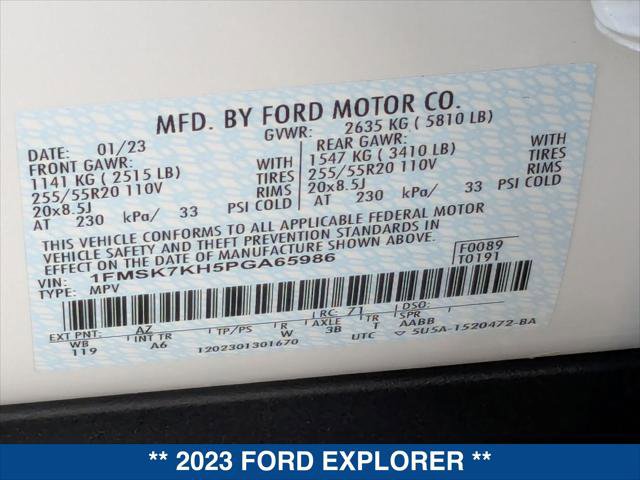 MFD. BY FORD MOTOR CO.
DATE: 01/23 GVWR: 2635 KG ( 5810 LB)
FRONT GAWR: REAR GAWR:
1141 KG ( 2515 LB) WITH 1547 KG ( 3410 LB) WITH
255/55R20 110V TIRES 255/55R20 110V TIRES
20x8.5J RIMS 20x8.5J RIMS
AT 230 kPa/ 33 PSI COLD AT 230 kPa/ 33 PSI COLD
THIS VEHICLE CONFORMS TO ALL APPLICABLE FEDERAL MOTOR
VEHICLE SAFETY AND THEFT PREVENTION STANDARDS IN
EFFECT ON THE DATE OF MANUFACTURE SHOWN ABOVE.
VIN: 1FMSK7KH5PGA65986 F0089
TYPE: MPV T0191
EXT PNT: AZ RC: 71
WB INT TR TP/PS R AXLE TR SPR
119 A6 W 3B T AABB
1202301301670 UTC 5U5A-1520472-BA
** 2023 FORD EXPLORER **